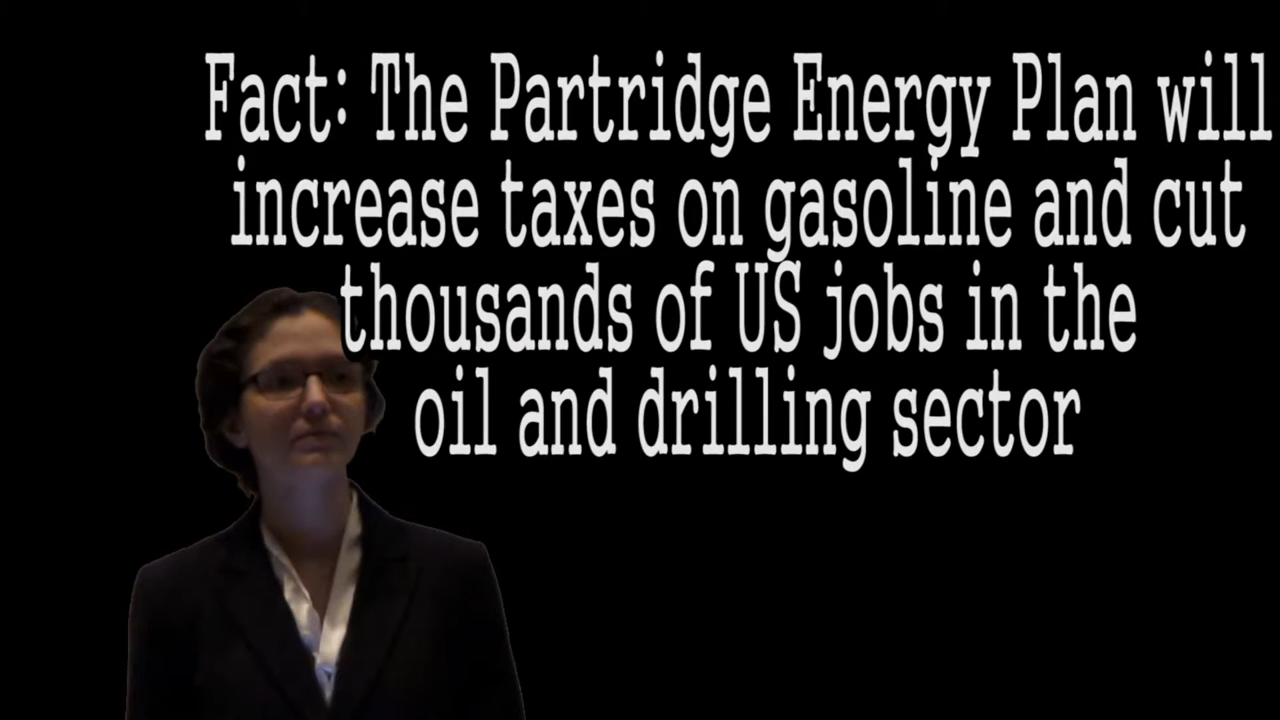 Fact: The Partridge Energy Plan will
increase taxes on gasoline and cut
thousands of US jobs in the
oil and drilling sector